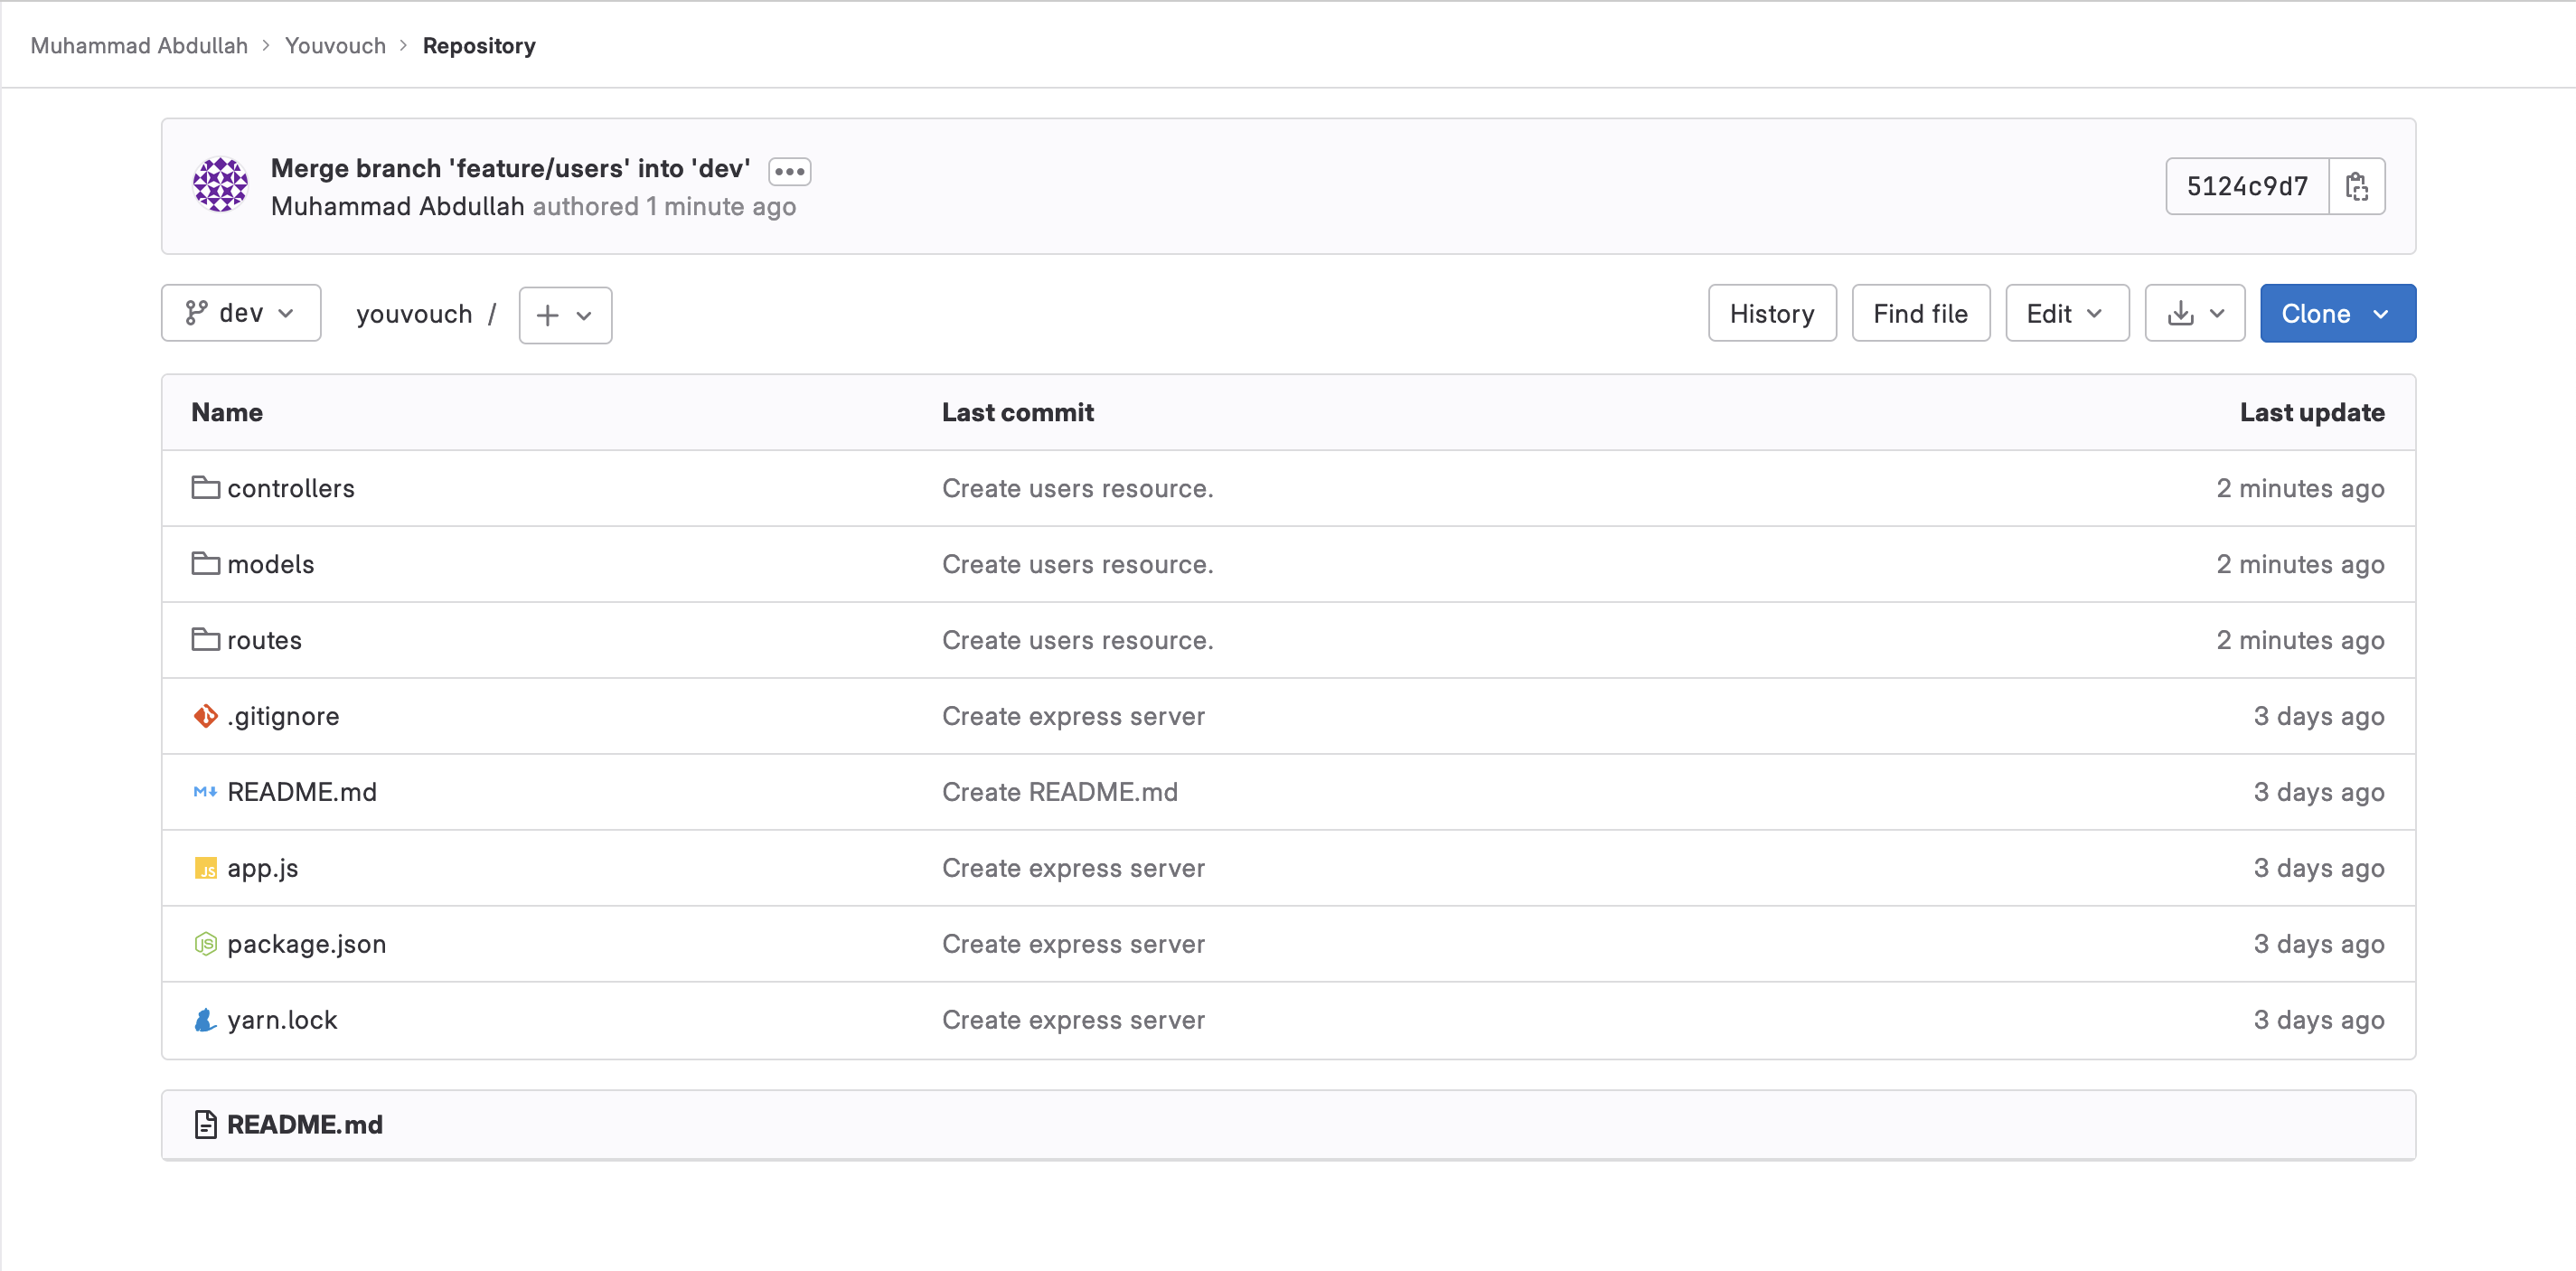 Muhammad Abdullah > Youvouch > Repository
Merge branch 'feature/users' into 'dev'
Muhammad Abdullah authored 1 minute ago
5124c9d7
dev
youvouch /
History
Find file
Edit
Clone
Name Last commit Last update
controllers Create users resource. 2 minutes ago
models Create users resource. 2 minutes ago
routes Create users resource. 2 minutes ago
.gitignore Create express server 3 days ago
README.md Create README.md 3 days ago
app.js Create express server 3 days ago
package.json Create express server 3 days ago
yarn.lock Create express server 3 days ago
README.md